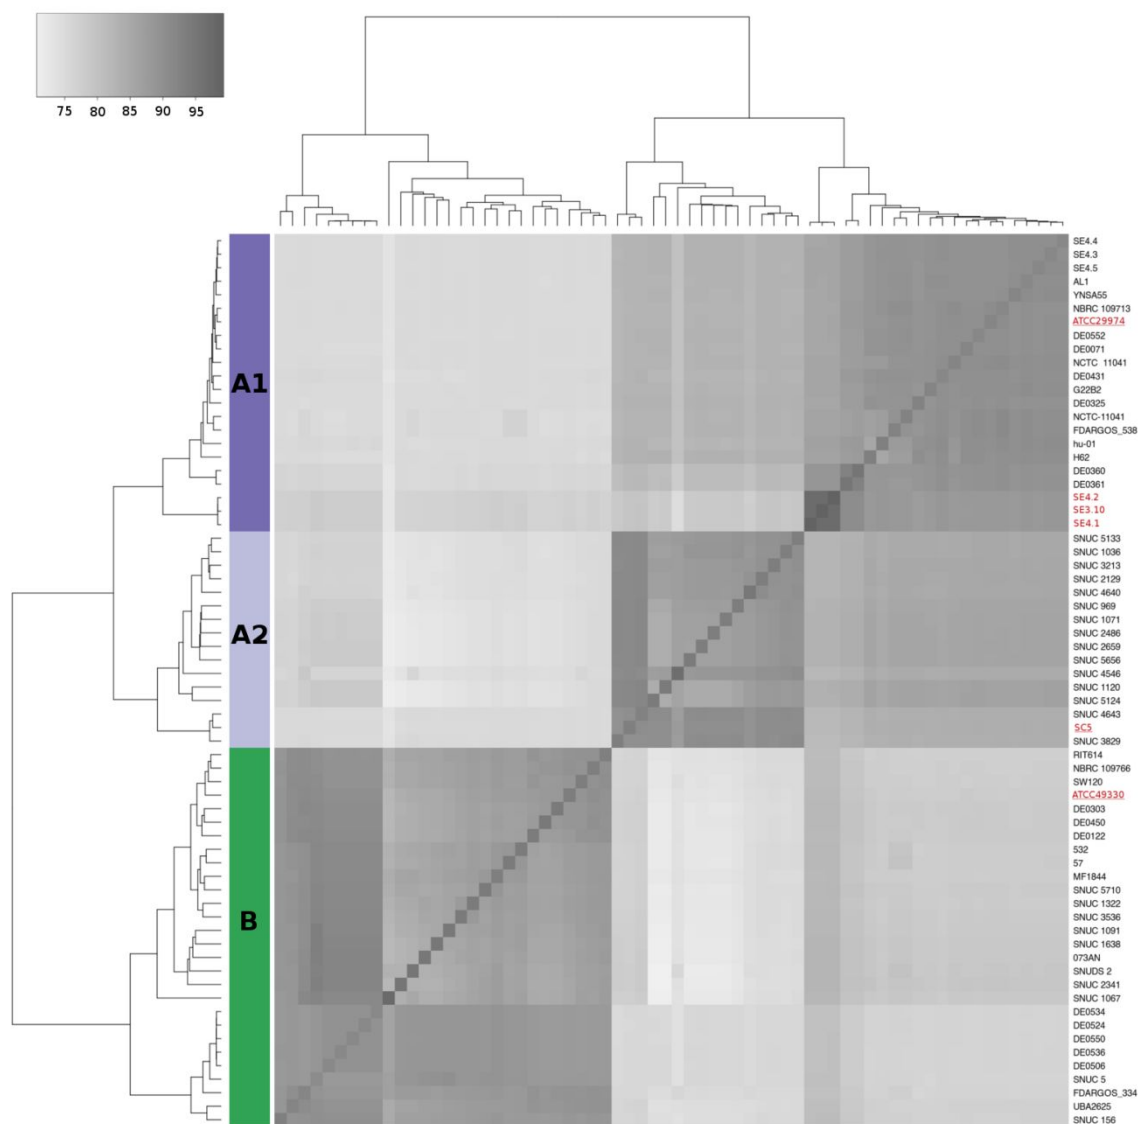 75 80 85 90 95
A1
A2
B
SE4.4
SE4.3
SE4.5
AL1
YNSA55
NBRC 109713
ATCC29974
DE0552
DE0071
NCTC 11041
DE0431
G22B2
DE0325
NCTC-11041
FDARGOS_538
hu-01
H62
DE0360
DE0361
SE4.2
SE3.10
SE4.1
SNUC 5133
SNUC 1036
SNUC 3213
SNUC 2129
SNUC 4640
SNUC 969
SNUC 1071
SNUC 2486
SNUC 2659
SNUC 5656
SNUC 4546
SNUC 1120
SNUC 5124
SNUC 4643
SC5
SNUC 3829
RIT614
NBRC 109766
SW120
ATCC49330
DE0303
DE0450
DE0122
532
57
MF1844
SNUC 5710
SNUC 1322
SNUC 3536
SNUC 1091
SNUC 1638
073AN
SNUDS 2
SNUC 2341
SNUC 1067
DE0534
DE0524
DE0550
DE0536
DE0506
SNUC 5
FDARGOS_334
UBA2625
SNUC 156